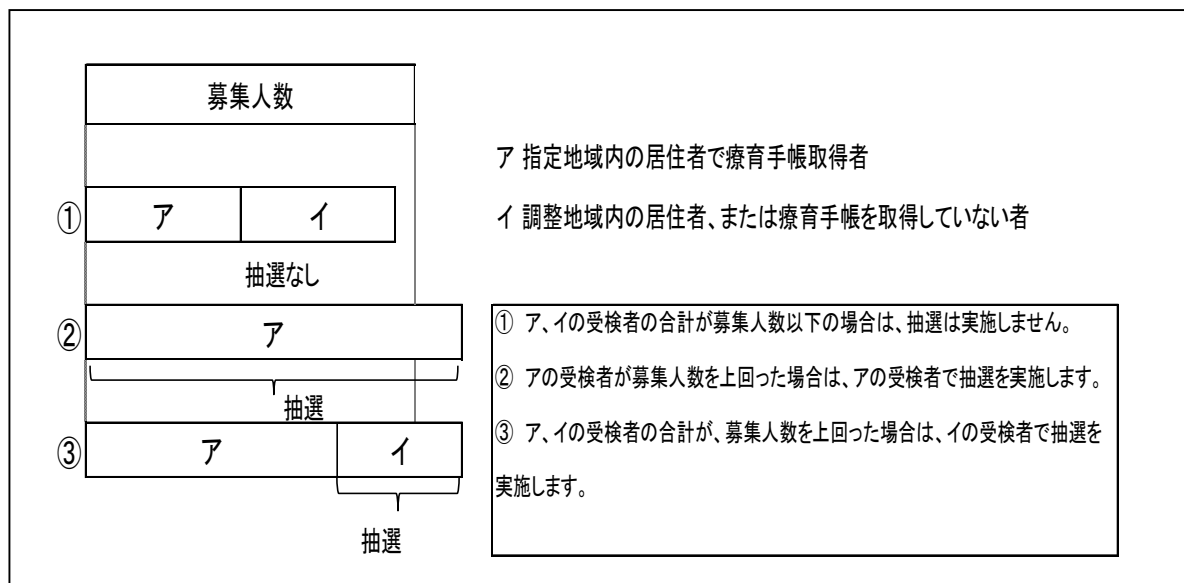 募集人数
ア 指定地域内の居住者で療育手帳取得者
イ 調整地域内の居住者、または療育手帳を取得していない者
① ア イ
抽選なし
② ア
抽選
③ ア イ
抽選
① ア、イの受検者の合計が募集人数以下の場合は、抽選は実施しません。
② アの受検者が募集人数を上回った場合は、アの受検者で抽選を実施します。
③ ア、イの受検者の合計が、募集人数を上回った場合は、イの受検者で抽選を
実施します。